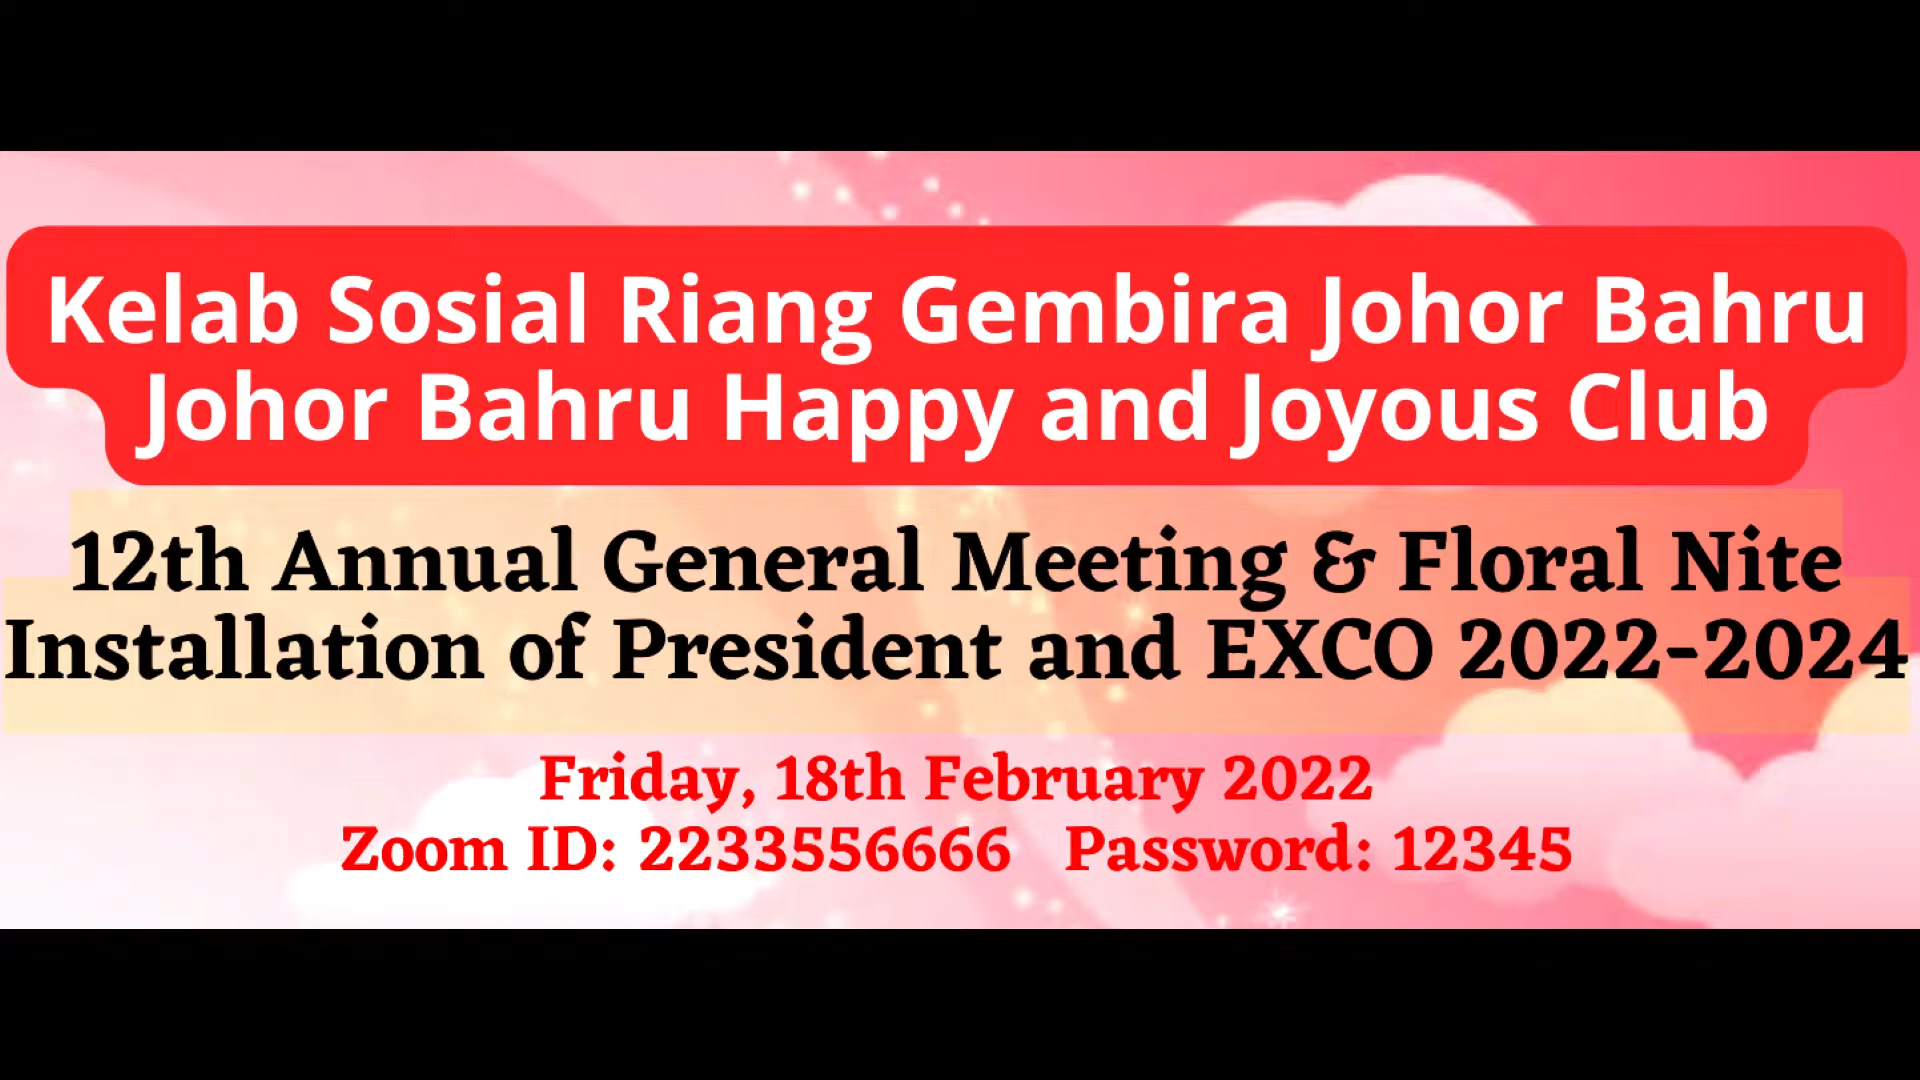 Kelab Sosial Riang Gembira Johor Bahru
Johor Bahru Happy and Joyous Club
12th Annual General Meeting & Floral Nite
Installation of President and EXCO 2022-2024
Friday, 18th February 2022
Zoom ID: 2233556666 Password: 12345